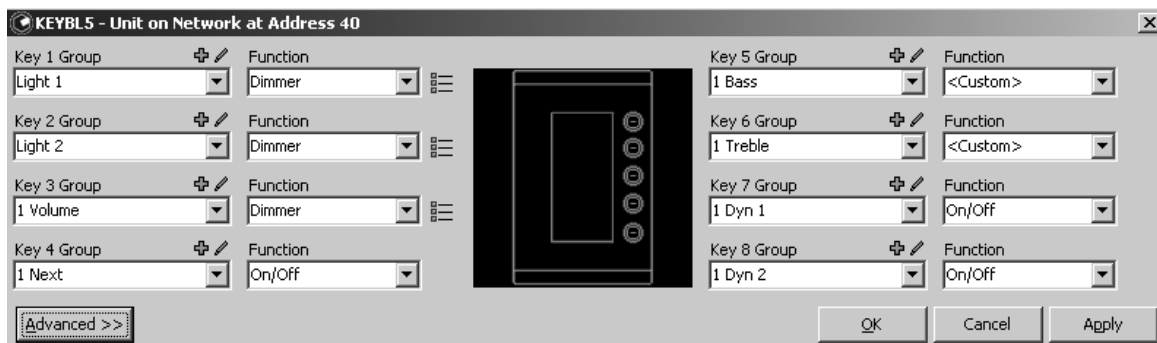 KEYBL5 - Unit on Network at Address 40
Key 1 Group Function
Light 1 Dimmer
Key 2 Group Function
Light 2 Dimmer
Key 3 Group Function
1 Volume Dimmer
Key 4 Group Function
1 Next On/Off
Key 5 Group Function
1 Bass <Custom>
Key 6 Group Function
1 Treble <Custom>
Key 7 Group Function
1 Dyn 1 On/Off
Key 8 Group Function
1 Dyn 2 On/Off
Advanced >> OK Cancel Apply